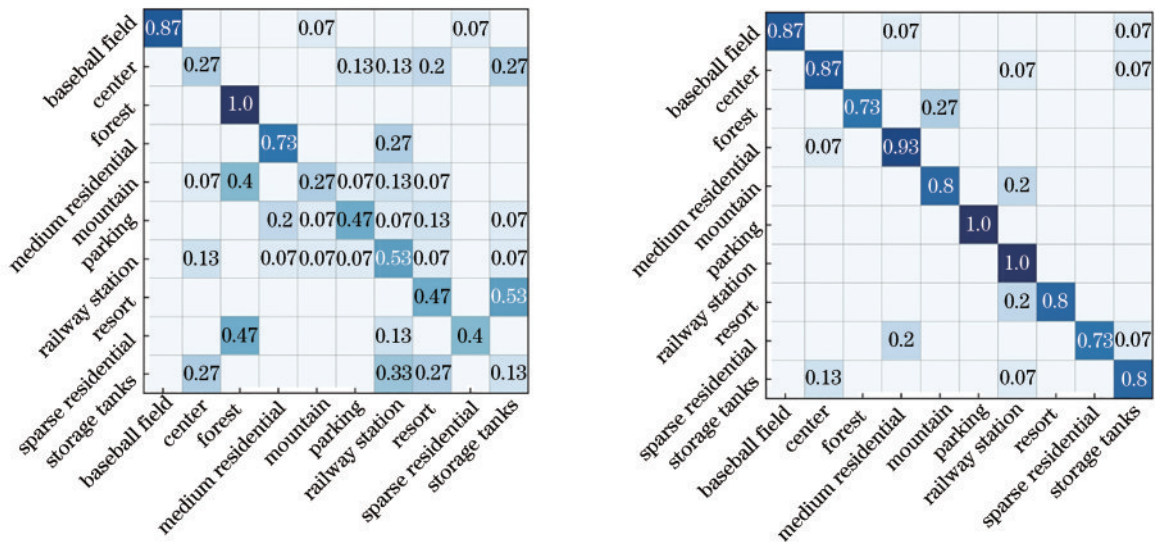 baseball field 0.87 0.07 0.07
center 0.27 0.13 0.13 0.2 0.27
forest 1.0
medium residential 0.73 0.27
mountain 0.07 0.4 0.27 0.07 0.13 0.07
parking 0.2 0.07 0.47 0.07 0.13 0.07
railway station 0.13 0.07 0.07 0.07 0.53 0.07 0.07
resort 0.47 0.53
sparse residential 0.47 0.13 0.4
storage tanks 0.27 0.33 0.27 0.13
baseball field
center
forest
medium residential
mountain
parking
railway station
resort
sparse residential
storage tanks
baseball field 0.87 0.07 0.07
center 0.87 0.07 0.07
forest 0.73 0.27
medium residential 0.07 0.93
mountain 0.8 0.2
parking 1.0
railway station 1.0
resort 0.2 0.8
sparse residential 0.2 0.73 0.07
storage tanks 0.13 0.07 0.8
baseball field
center
forest
medium residential
mountain
parking
railway station
resort
sparse residential
storage tanks